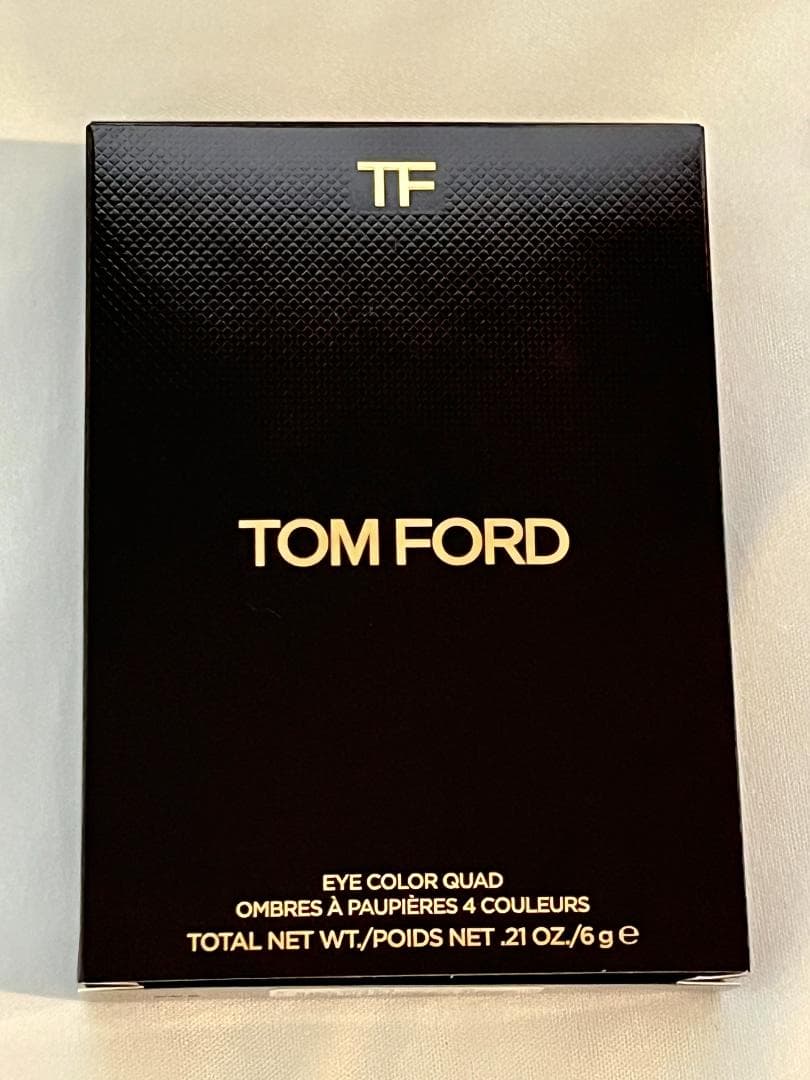 TF
TOM FORD
EYE COLOR QUAD
OMBRES À PAUPIÈRES 4 COULEURS
TOTAL NET WT./POIDS NET .21 OZ./6 g ℮